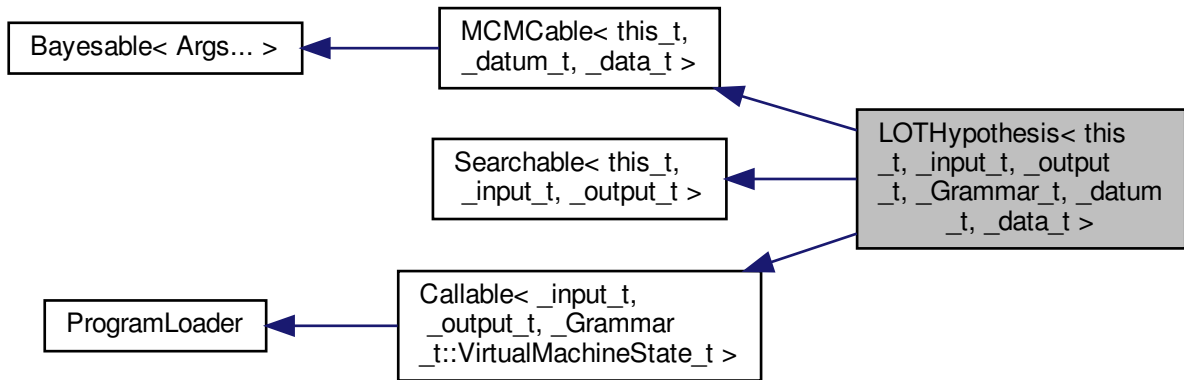 Bayesable< Args... >
MCMCable< this_t,
_datum_t, _data_t >
Searchable< this_t,
_input_t, _output_t >
LOTHypothesis< this
_t, _input_t, _output
_t, _Grammar_t, _datum
_t, _data_t >
ProgramLoader
Callable< _input_t,
_output_t, _Grammar
_t::VirtualMachineState_t >